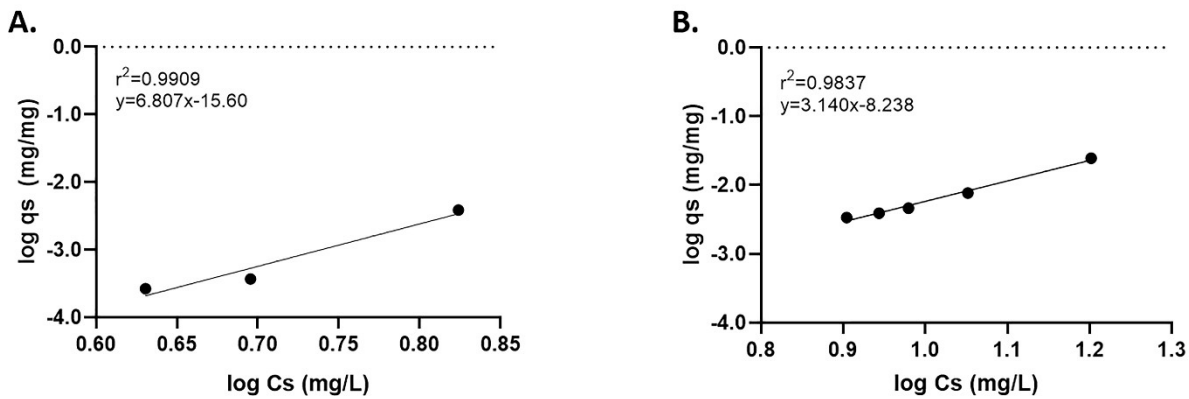 A.
0.0
-1.0
-2.0
-3.0
-4.0
log qs (mg/mg)
r²=0.9909
y=6.807x-15.60
0.60 0.65 0.70 0.75 0.80 0.85
log Cs (mg/L)
B.
0.0
-1.0
-2.0
-3.0
-4.0
log qs (mg/mg)
r²=0.9837
y=3.140x-8.238
0.8 0.9 1.0 1.1 1.2 1.3
log Cs (mg/L)